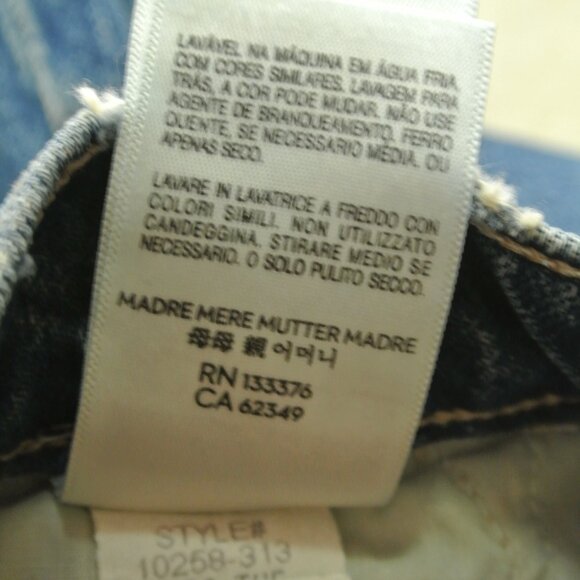 LAVÁVEL NA MÁQUINA EM ÁGUA FRIA
COM CORES SIMILARES. LAVAGEM PARA
TRÁS, A COR PODE MUDAR. NÃO USE
AGENTE DE BRANQUEAMENTO. FERRO
QUENTE, SE NECESSARIO MÉDIA. OU
APENAS SECO.
LAVARE IN LAVATRICE A FREDDO CON
COLORI SIMILI. NON UTILIZZATO
CANDEGGINA. STIRARE MEDIO SE
NECESSARIO. O SOLO PULITO SECCO.
MADRE MERE MUTTER MADRE
母母 親 어머니
RN 133376
CA 62349
STYLE#
10258-313